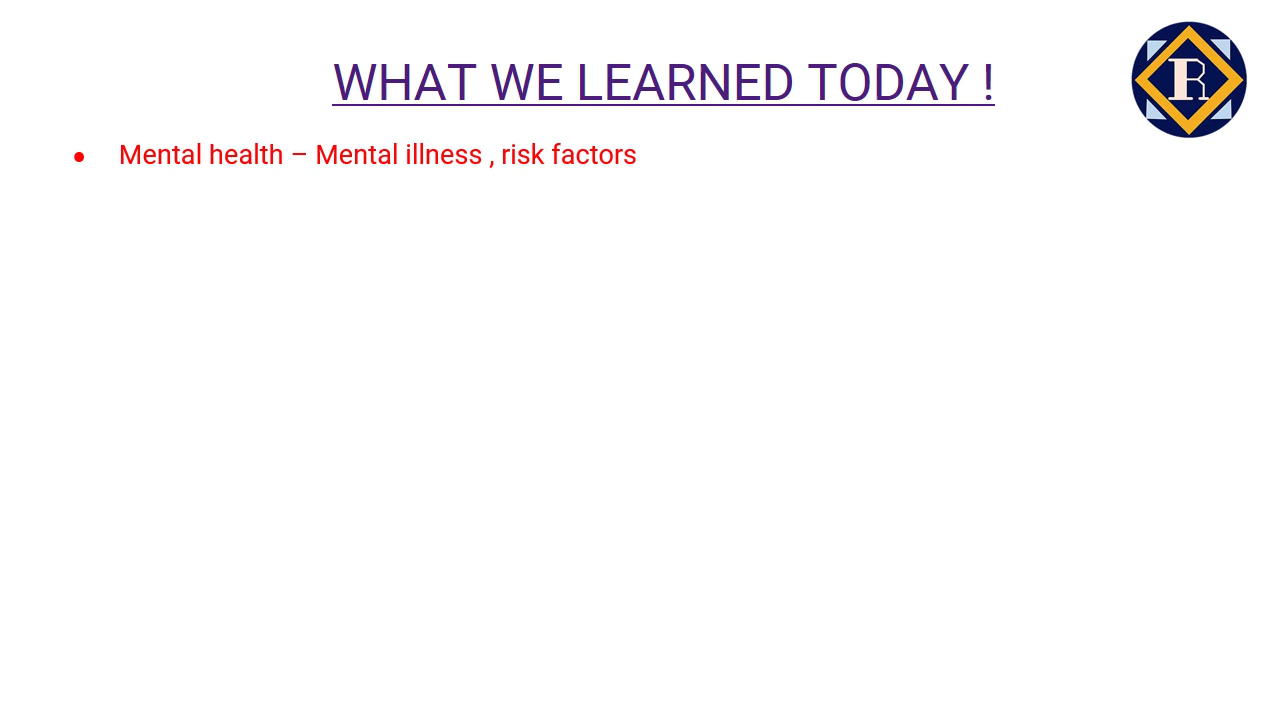 WHAT WE LEARNED TODAY !
R
● Mental health – Mental illness , risk factors